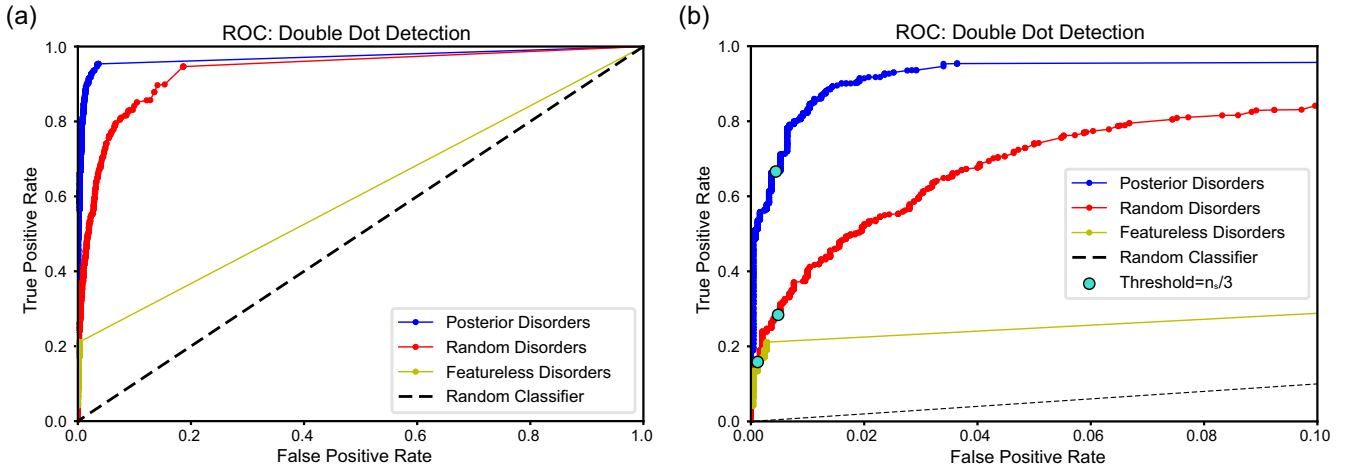 (a)
ROC: Double Dot Detection
1.0
0.8
0.6
0.4
0.2
0.0
True Positive Rate
0.0
0.2
0.4
0.6
0.8
1.0
False Positive Rate
Posterior Disorders
Random Disorders
Featureless Disorders
Random Classifier
(b)
ROC: Double Dot Detection
1.0
0.8
0.6
0.4
0.2
0.0
True Positive Rate
0.00
0.02
0.04
0.06
0.08
0.10
False Positive Rate
Posterior Disorders
Random Disorders
Featureless Disorders
Random Classifier
Threshold=nₛ/3